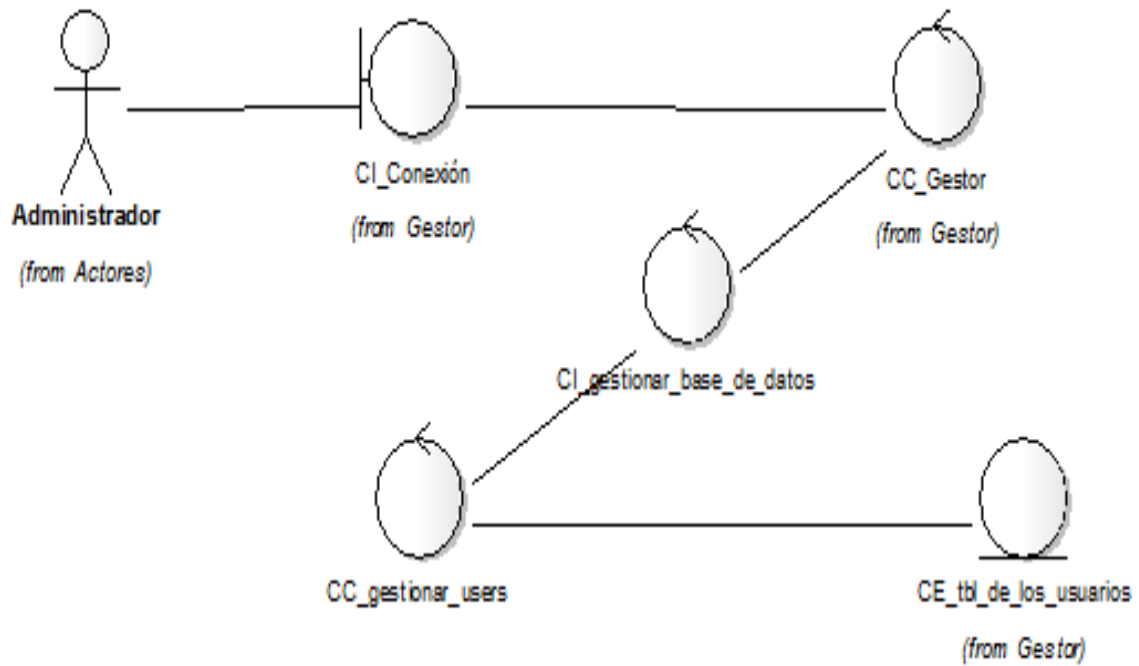 CI_Conexión
(from Gestor)
CC_Gestor
(from Gestor)
Administrador
(from Actores)
CI_gestionar_base_de_datos
CC_gestionar_users
CE_tbl_de_los_usuarios
(from Gestor)